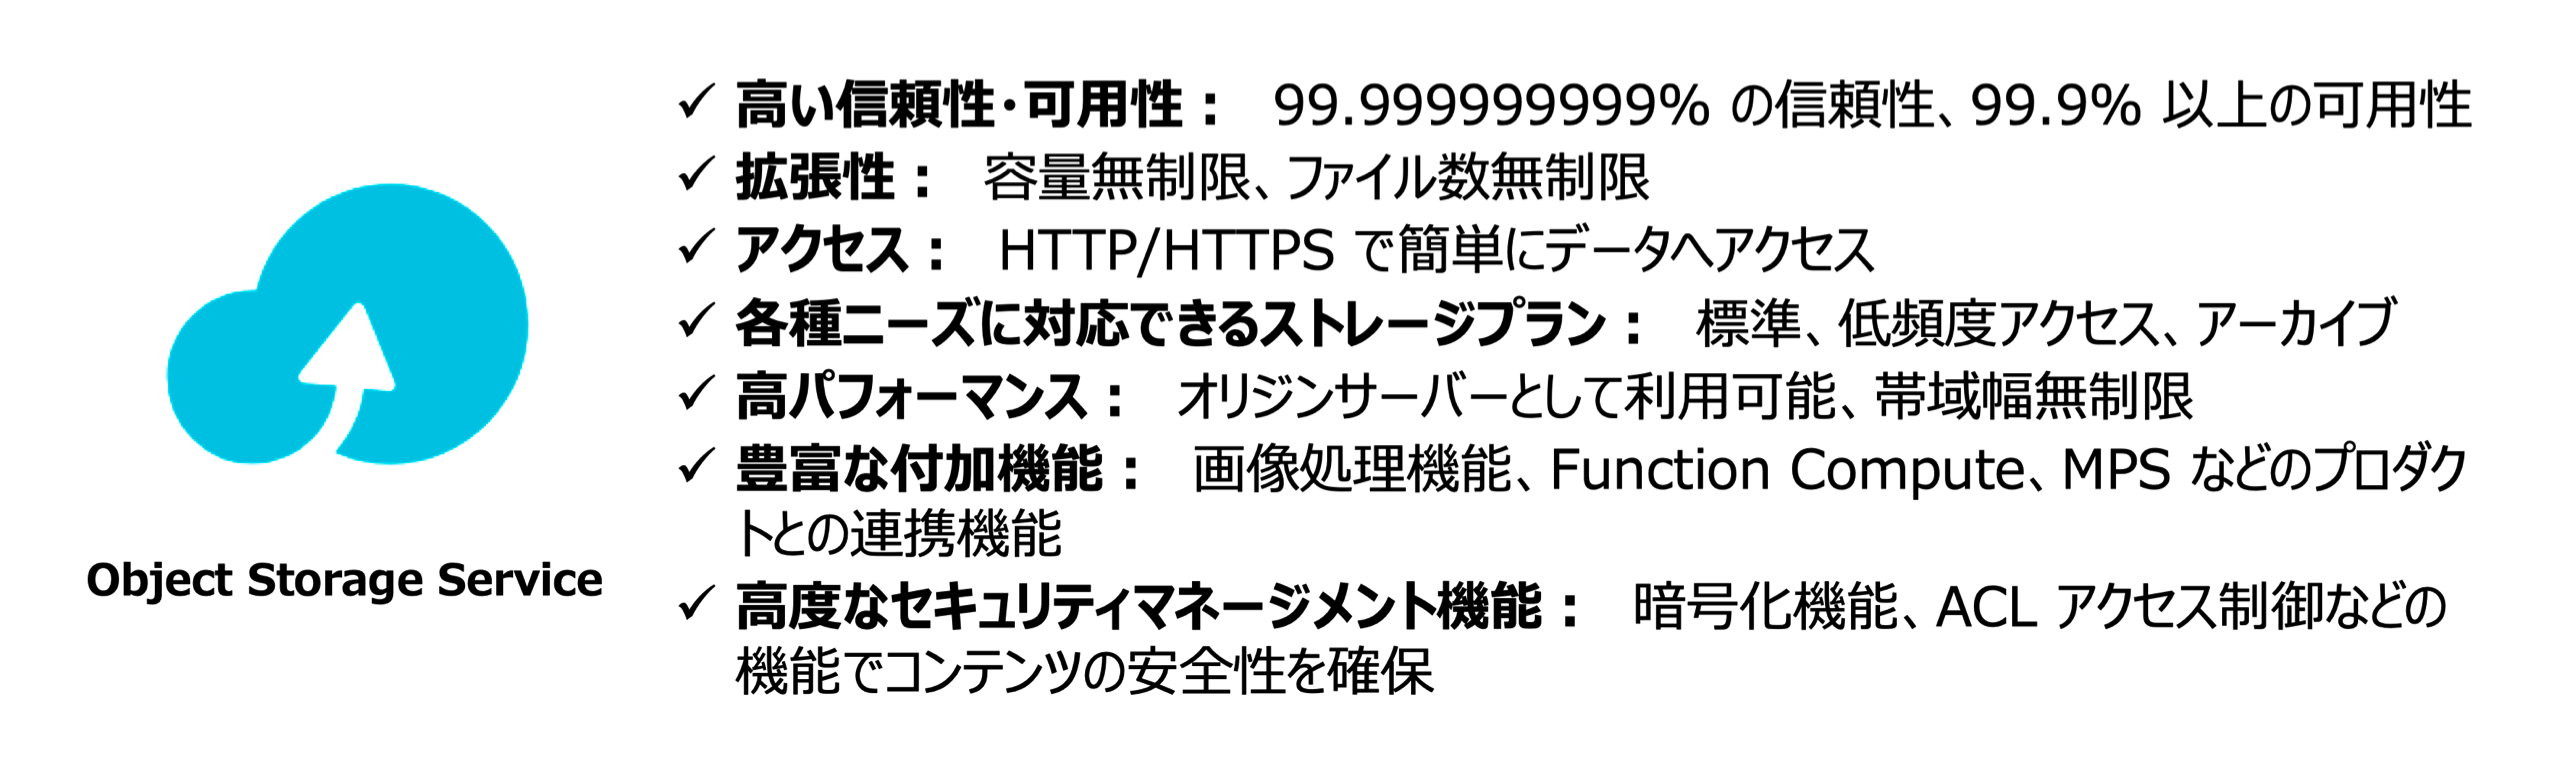 ✓ 高い信頼性・可用性： 99.999999999% の信頼性、99.9% 以上の可用性
✓ 拡張性： 容量無制限、ファイル数無制限
✓ アクセス： HTTP/HTTPS で簡単にデータへアクセス
✓ 各種ニーズに対応できるストレージプラン： 標準、低頻度アクセス、アーカイブ
✓ 高パフォーマンス： オリジンサーバーとして利用可能、帯域幅無制限
✓ 豊富な付加機能： 画像処理機能、Function Compute、MPS などのプロダク
トとの連携機能
✓ 高度なセキュリティマネージメント機能： 暗号化機能、ACL アクセス制御などの
機能でコンテンツの安全性を確保
Object Storage Service